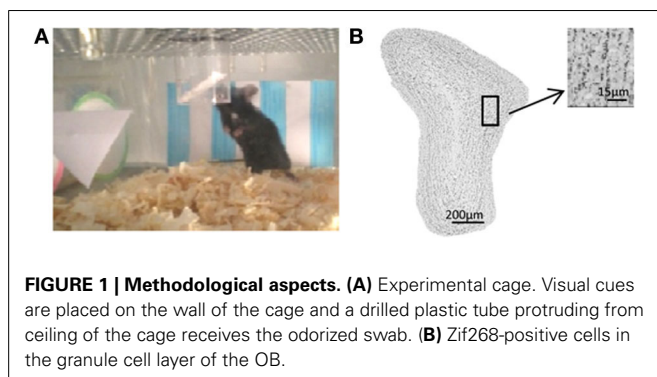 A
B
15µm
200µm
FIGURE 1 | Methodological aspects. (A) Experimental cage. Visual cues
are placed on the wall of the cage and a drilled plastic tube protruding from
ceiling of the cage receives the odorized swab. (B) Zif268-positive cells in
the granule cell layer of the OB.